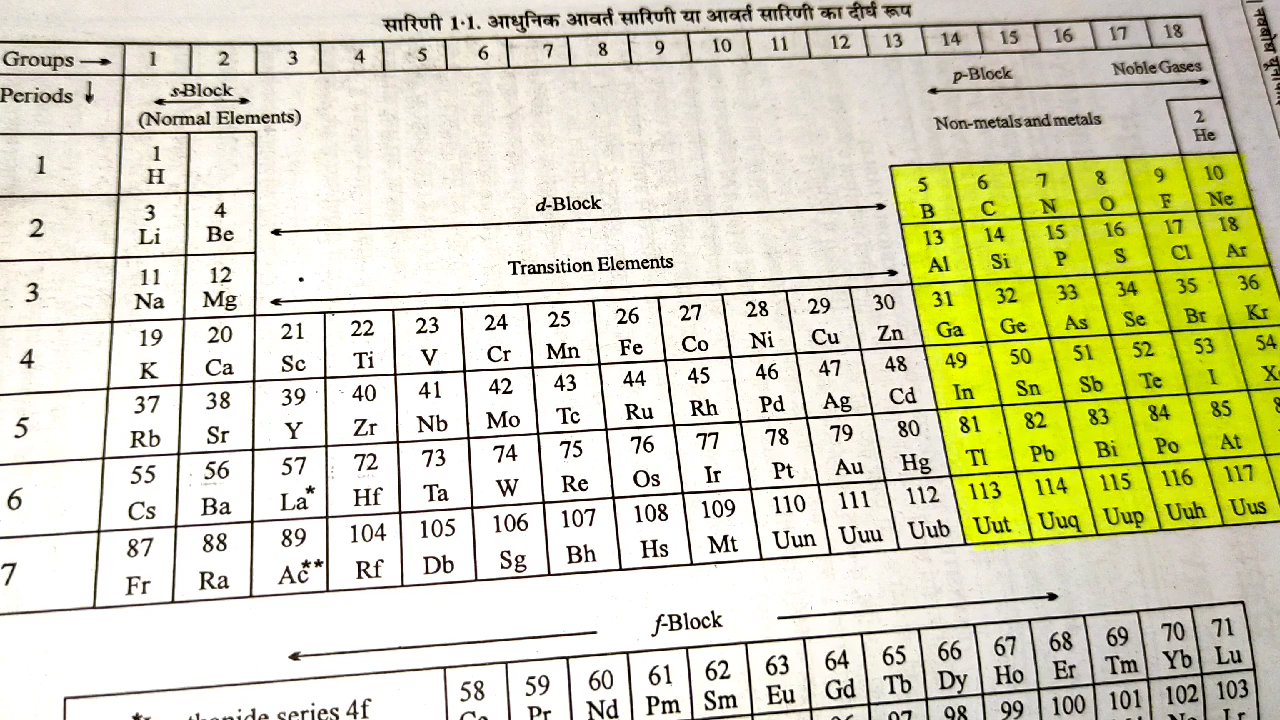 सारिणी 1·1. आधुनिक आवर्त सारिणी या आवर्त सारिणी का दीर्घ रूप
Groups → 1 2 3 4 5 6 7 8 9 10 11 12 13 14 15 16 17 18
Periods ↓ s-Block p-Block Noble Gases
(Normal Elements) Non-metals and metals
2
He
1 1
H
d-Block
5 6 7 8 9 10
B C N O F Ne
2 3 4
Li Be
Transition Elements
13 14 15 16 17 18
Al Si P S Cl Ar
3 11 12
Na Mg
4 19 20 21 22 23 24 25 26 27 28 29 30 31 32 33 34 35 36
K Ca Sc Ti V Cr Mn Fe Co Ni Cu Zn Ga Ge As Se Br Kr
5 37 38 39 40 41 42 43 44 45 46 47 48 49 50 51 52 53 54
Rb Sr Y Zr Nb Mo Tc Ru Rh Pd Ag Cd In Sn Sb Te I
6 55 56 57 72 73 74 75 76 77 78 79 80 81 82 83 84 85
Cs Ba La* Hf Ta W Re Os Ir Pt Au Hg Tl Pb Bi Po At
7 87 88 89 104 105 106 107 108 109 110 111 112 113 114 115 116 117
Fr Ra Ac** Rf Db Sg Bh Hs Mt Uun Uuu Uub Uut Uuq Uup Uuh Uus
f-Block
58 59 60 61 62 63 64 65 66 67 68 69 70 71
Pr Nd Pm Sm Eu Gd Tb Dy Ho Er Tm Yb Lu
series 4f
97 98 99 100 101 102 103